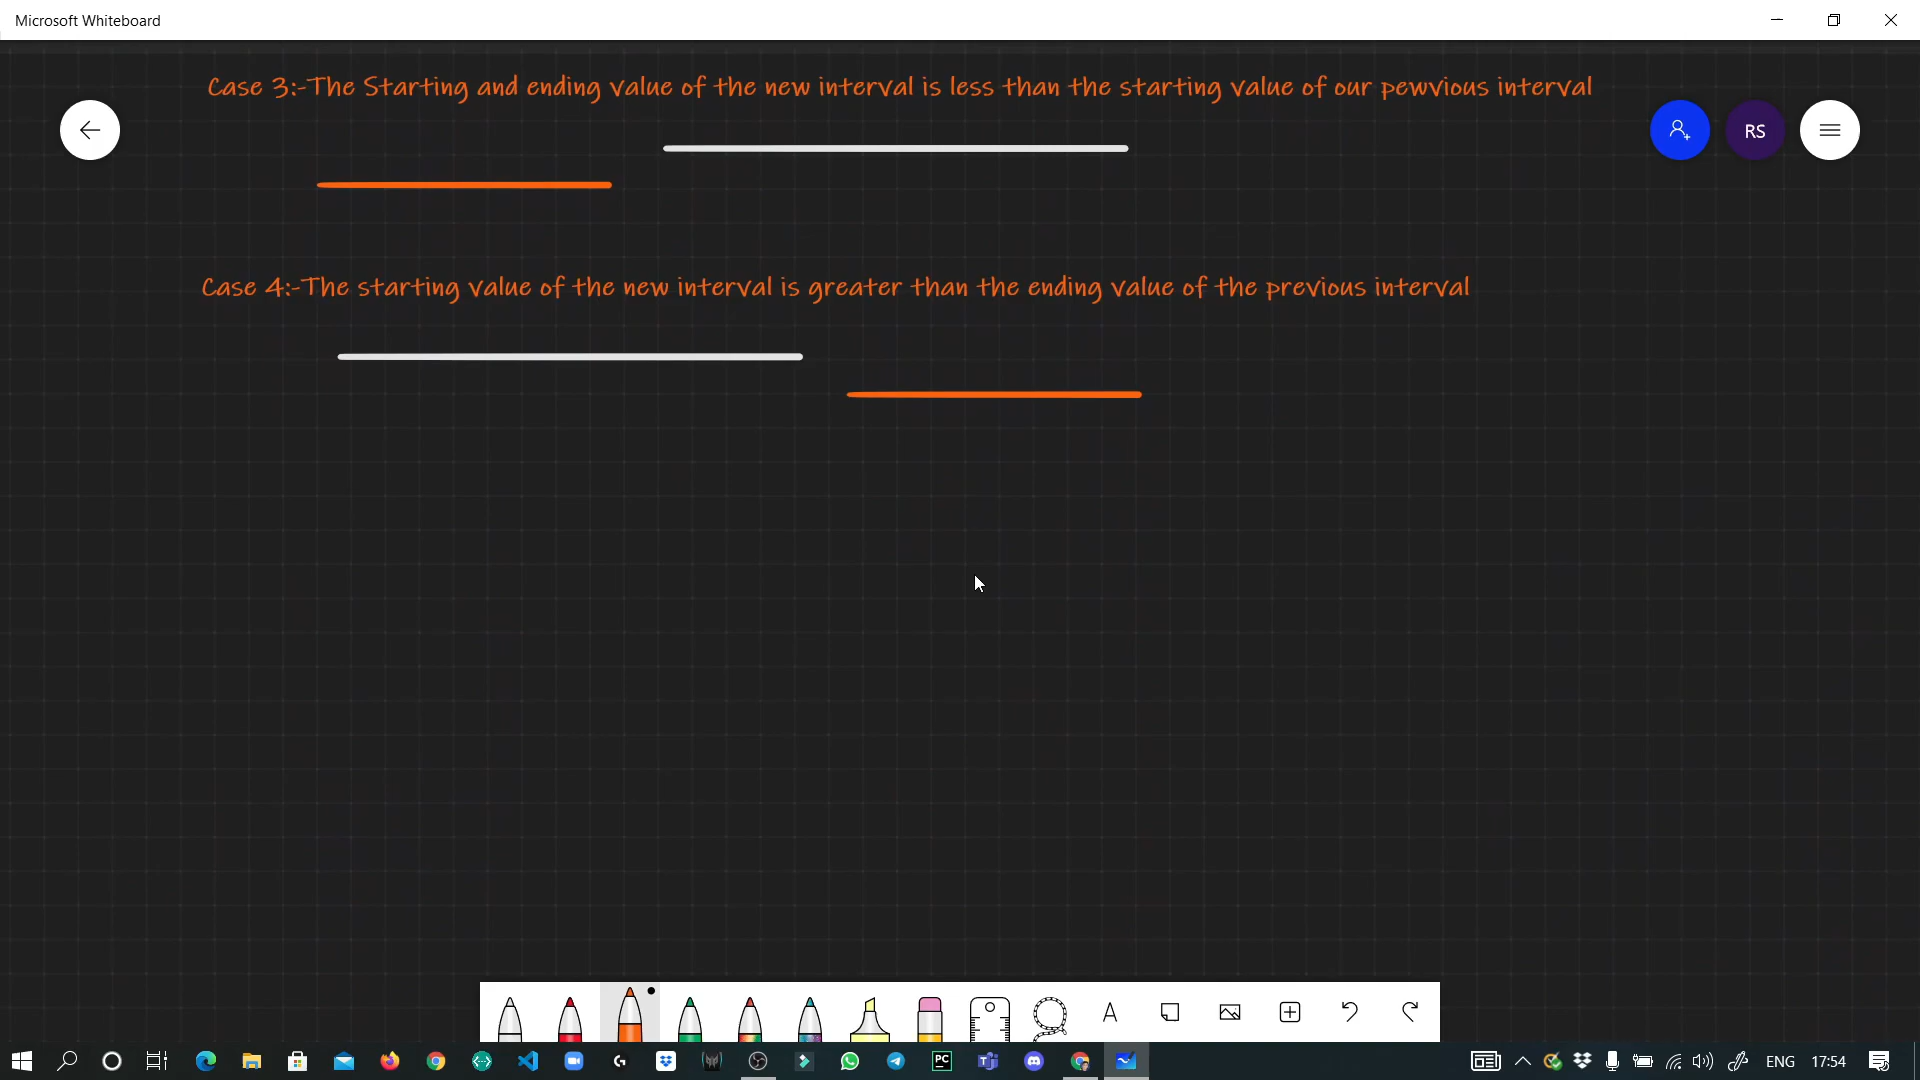 Microsoft Whiteboard
Case 3:-The Starting and ending value of the new interval is less than the starting value of our pewvious interval
RS
Case 4:-The starting value of the new interval is greater than the ending value of the previous interval
A
PC
ENG
17:54